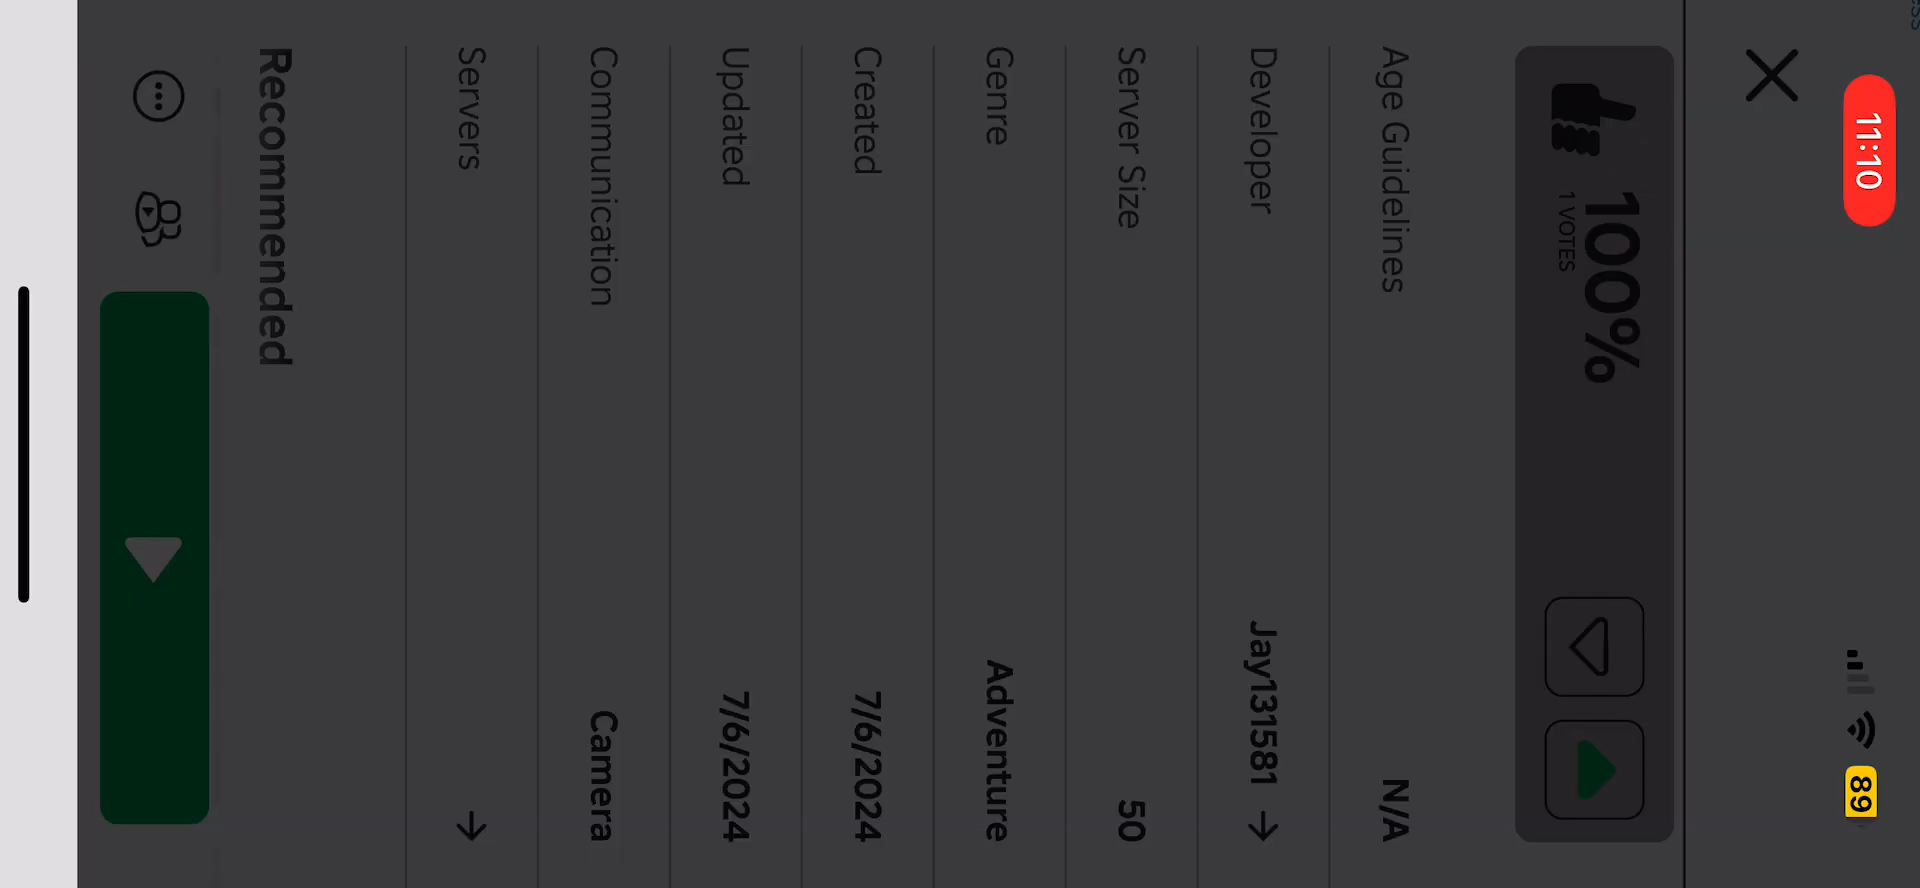 11:10
89
100%
1 VOTES
Age Guidelines N/A
Developer Jay131581
Server Size 50
Genre Adventure
Created 7/6/2024
Updated 7/6/2024
Communication Camera
Servers
Recommended